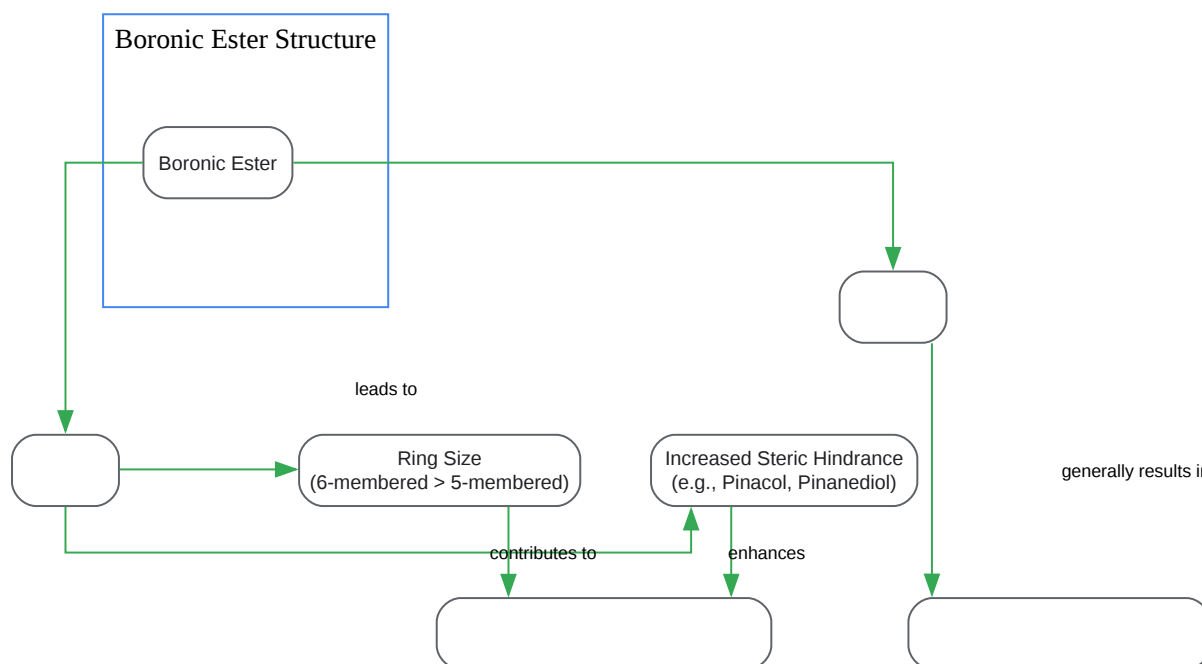 Boronic Ester Structure
Boronic Ester
leads to
Ring Size
(6-membered > 5-membered)
Increased Steric Hindrance
(e.g., Pinacol, Pinanediol)
generally results i
contributes to
enhances